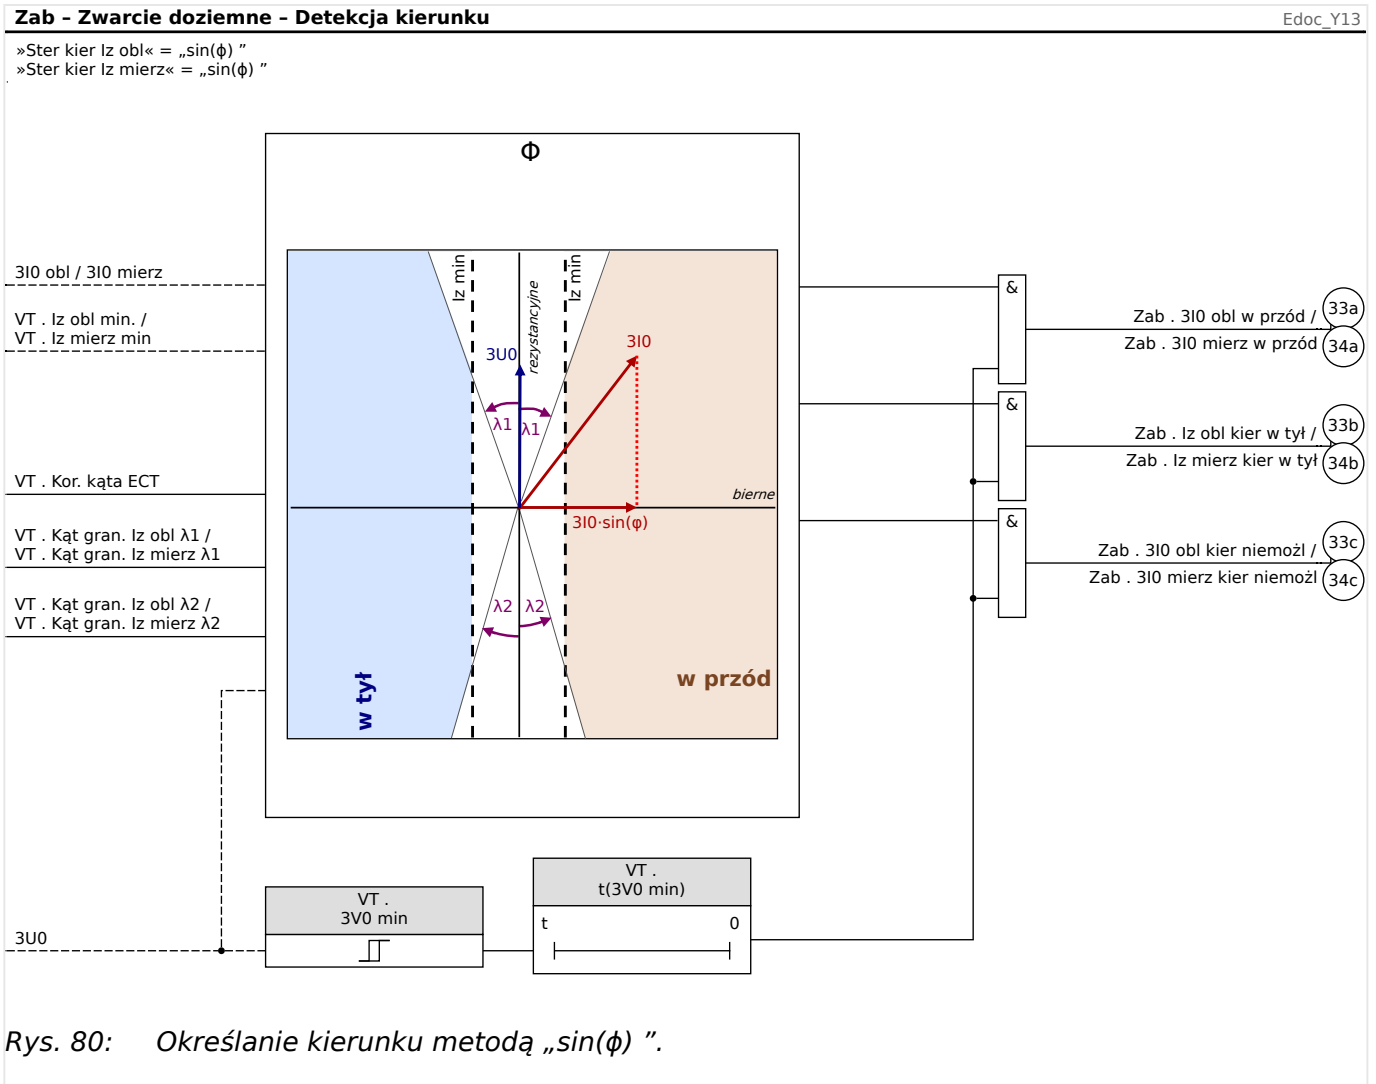 Zab – Zwarcie doziemne – Detekcja kierunku
Edoc_Y13
»Ster kier Iz obl« = „sin(ϕ) ”
»Ster kier Iz mierz« = „sin(ϕ) ”
Φ
3I0 obl / 3I0 mierz
VT . Iz obl min. /
VT . Iz mierz min
VT . Kor. kąta ECT
VT . Kąt gran. Iz obl λ1 /
VT . Kąt gran. Iz mierz λ1
VT . Kąt gran. Iz obl λ2 /
VT . Kąt gran. Iz mierz λ2
3U0
Iz min
rezystancyjne
Iz min
3U0
3I0
λ1
λ1
bierne
3I0·sin(φ)
λ2
λ2
w tył
w przód
&
Zab . 3I0 obl w przód /
33a
Zab . 3I0 mierz w przód
34a
&
Zab . Iz obl kier w tył /
33b
Zab . Iz mierz kier w tył
34b
&
Zab . 3I0 obl kier niemożl /
33c
Zab . 3I0 mierz kier niemożl
34c
VT .
3V0 min
VT .
t(3V0 min)
t
0
Rys. 80: Określanie kierunku metodą „sin(ϕ) ”.